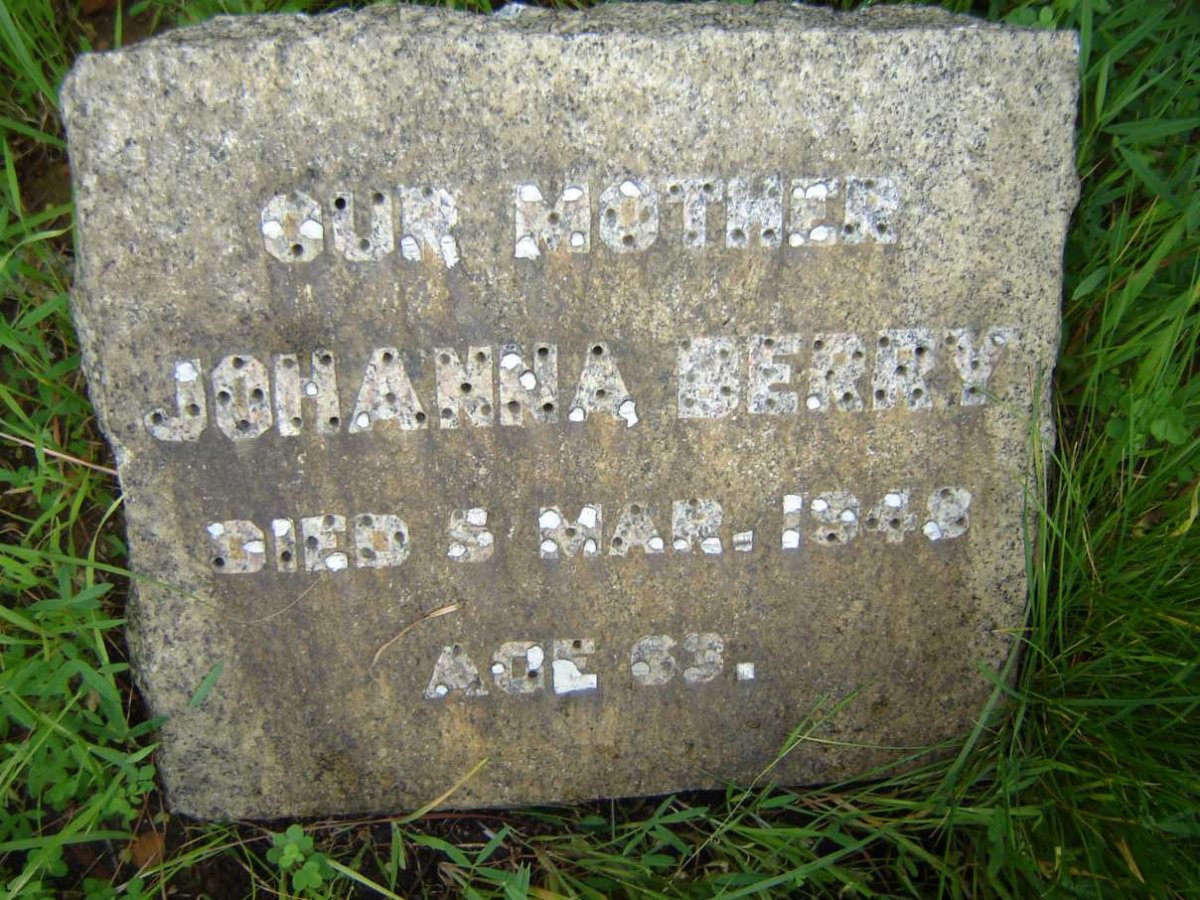 OUR MOTHER
JOHANNA BERRY
DIED 5 MAR. 1948
AGE 63.